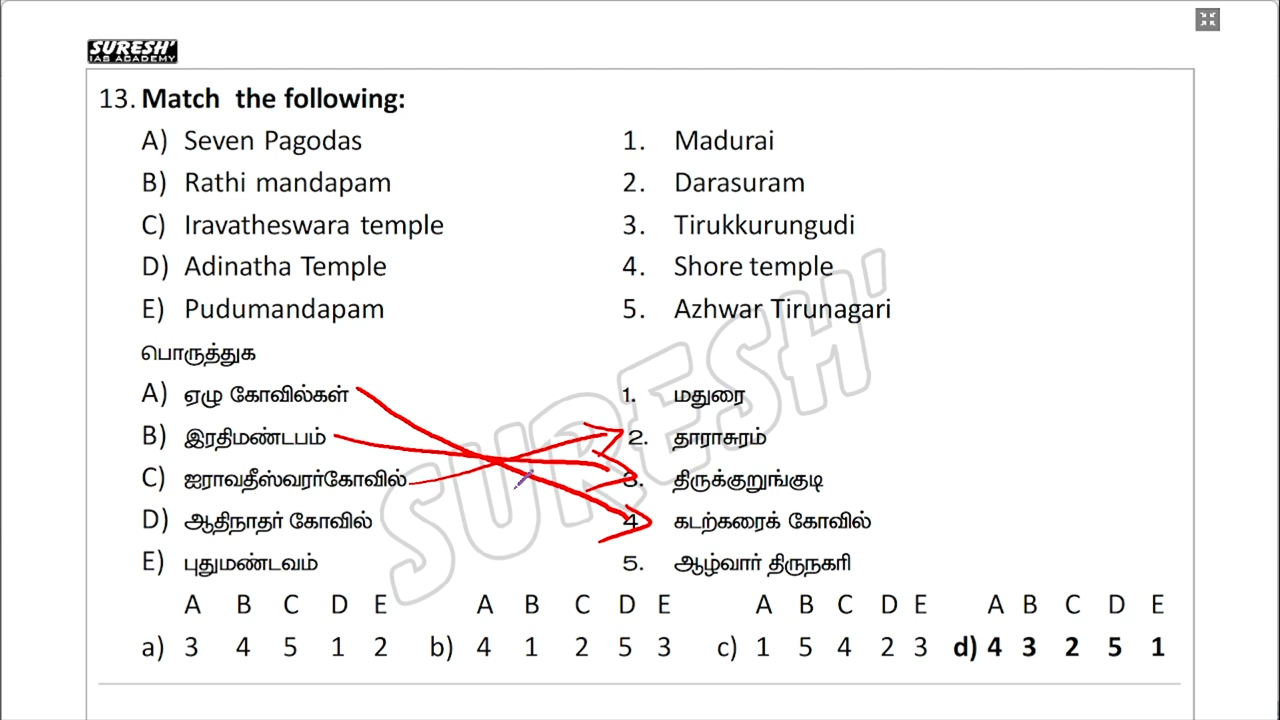 SURESH'
IAS ACADEMY
13. Match the following:
A) Seven Pagodas 1. Madurai
B) Rathi mandapam 2. Darasuram
C) Iravatheswara temple 3. Tirukkurungudi
D) Adinatha Temple 4. Shore temple
E) Pudumandapam 5. Azhwar Tirunagari
பொருத்துக
A) ஏழு கோவில்கள் 1. மதுரை
B) இரதிமண்டபம் 2. தாராசுரம்
C) ஐராவதீஸ்வரர்கோவில் 3. திருக்குறுங்குடி
D) ஆதிநாதர் கோவில் 4 கடற்கரைக் கோவில்
E) புதுமண்டவம் 5. ஆழ்வார் திருநகரி
A B C D E A B C D E A B C D E A B C D E
a) 3 4 5 1 2 b) 4 1 2 5 3 c) 1 5 4 2 3 d) 4 3 2 5 1
SURESH'